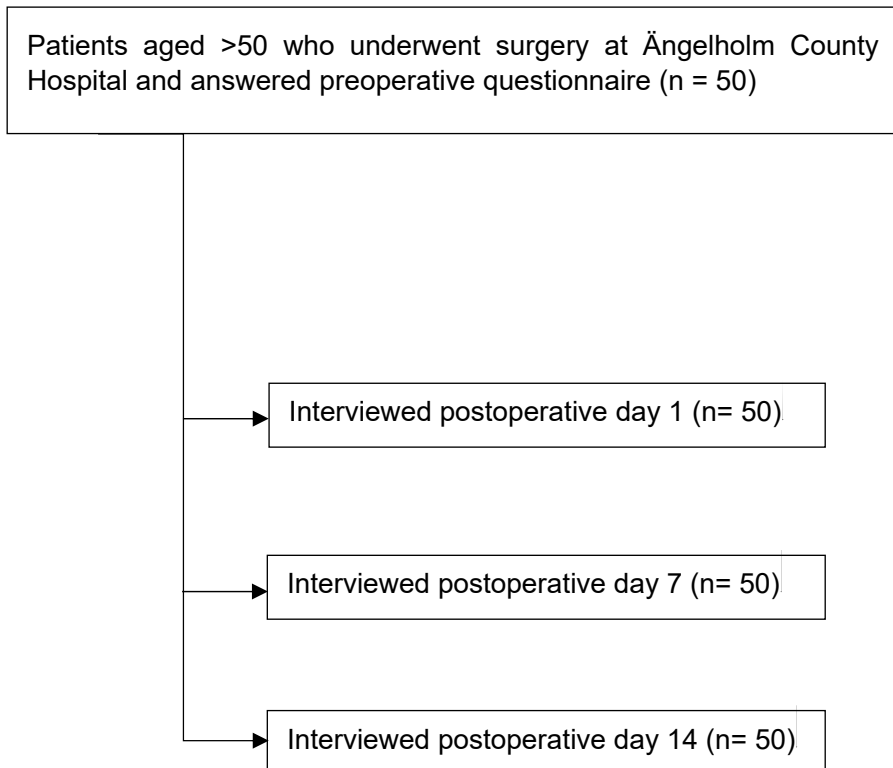 Patients aged >50 who underwent surgery at Ängelholm County
Hospital and answered preoperative questionnaire (n = 50)
Interviewed postoperative day 1 (n= 50)
Interviewed postoperative day 7 (n= 50)
Interviewed postoperative day 14 (n= 50)